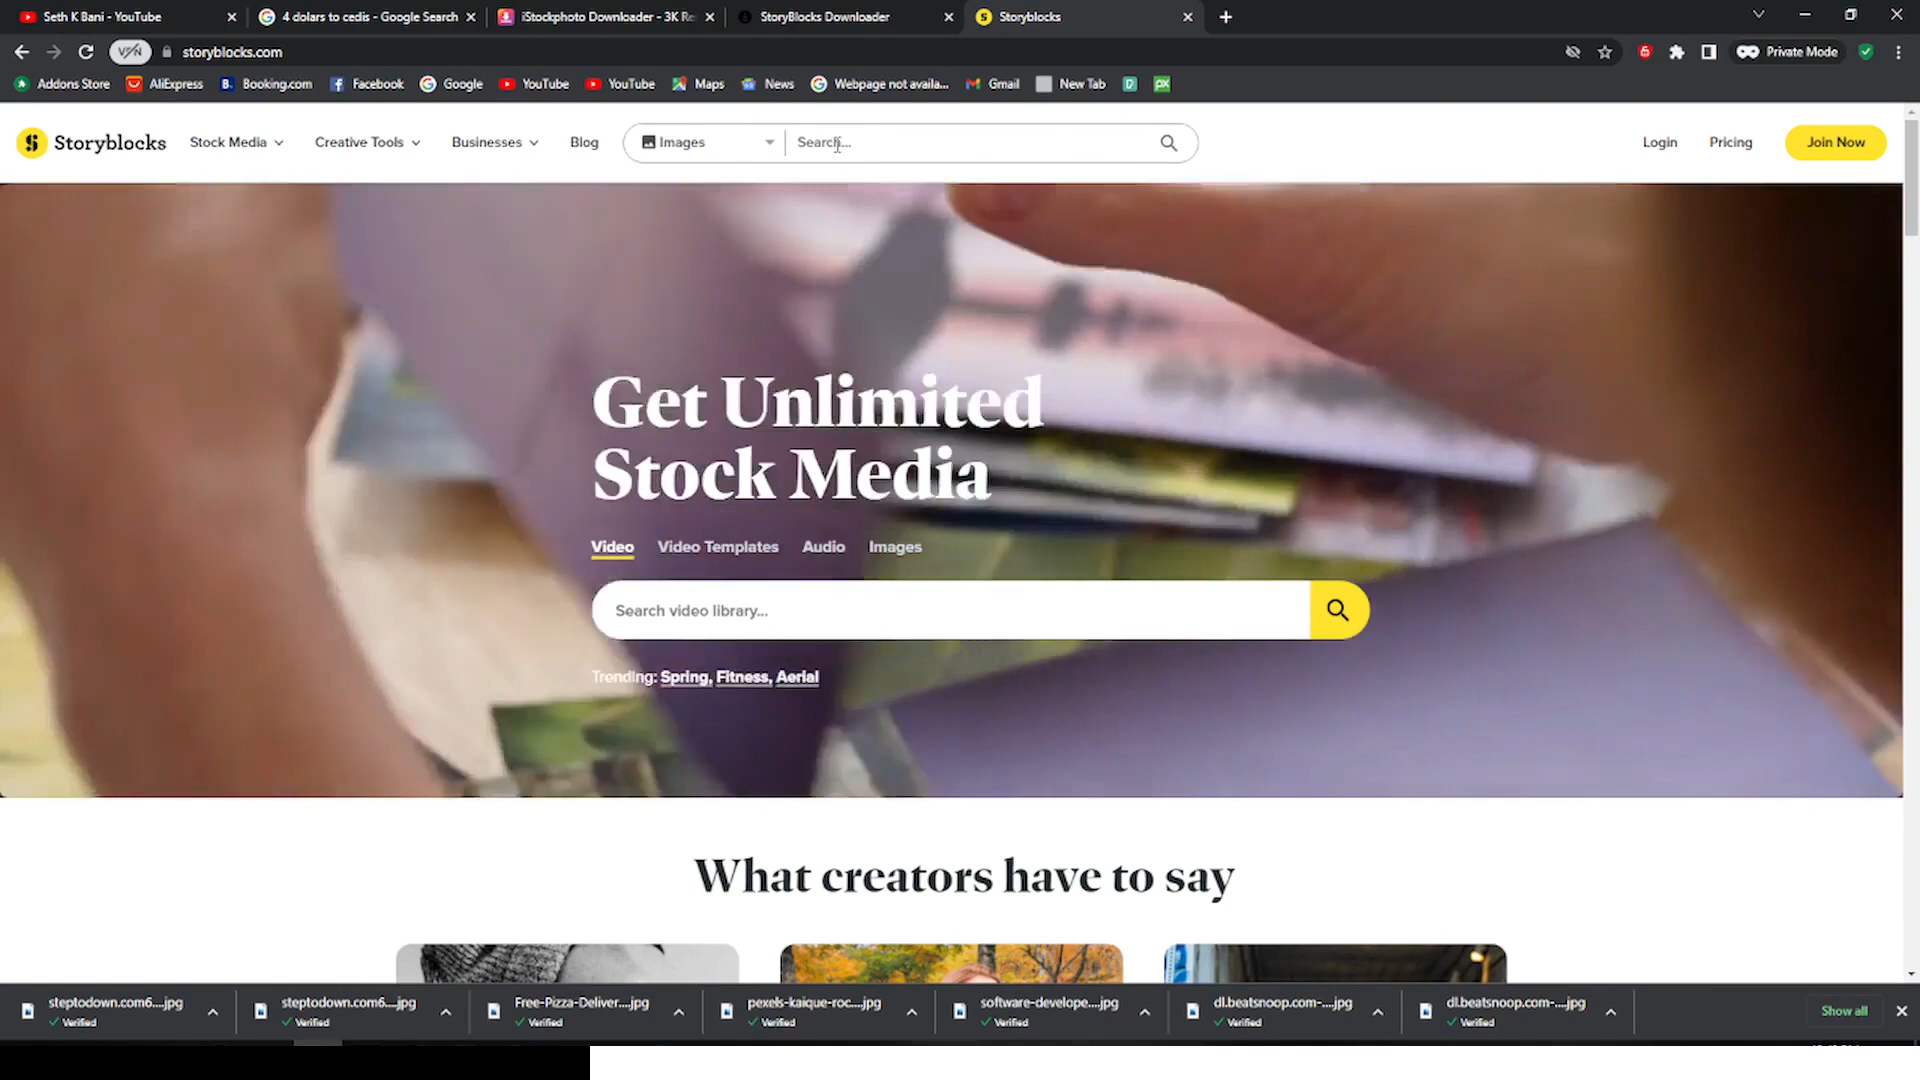 Seth K Bani - YouTube
4 dolars to cedis - Google Search
iStockphoto Downloader - 3K Re
StoryBlocks Downloader
Storyblocks
VPN
storyblocks.com
6
Private Mode
Addons Store
AliExpress
B.
Booking.com
Facebook
Google
YouTube
YouTube
Maps
News
Webpage not availa...
Gmail
New Tab
D
px
Storyblocks
Stock Media
Creative Tools
Businesses
Blog
Images
Search...
Login
Pricing
Join Now
Get Unlimited
Stock Media
Video
Video Templates
Audio
Images
Search video library...
Trending: Spring, Fitness, Aerial
What creators have to say
steptodown.com6....jpg
Verified
steptodown.com6....jpg
Verified
Free-Pizza-Deliver....jpg
Verified
pexels-kaique-roc....jpg
Verified
software-develope....jpg
Verified
dl.beatsnoop.com-....jpg
Verified
dl.beatsnoop.com-....jpg
Verified
Show all